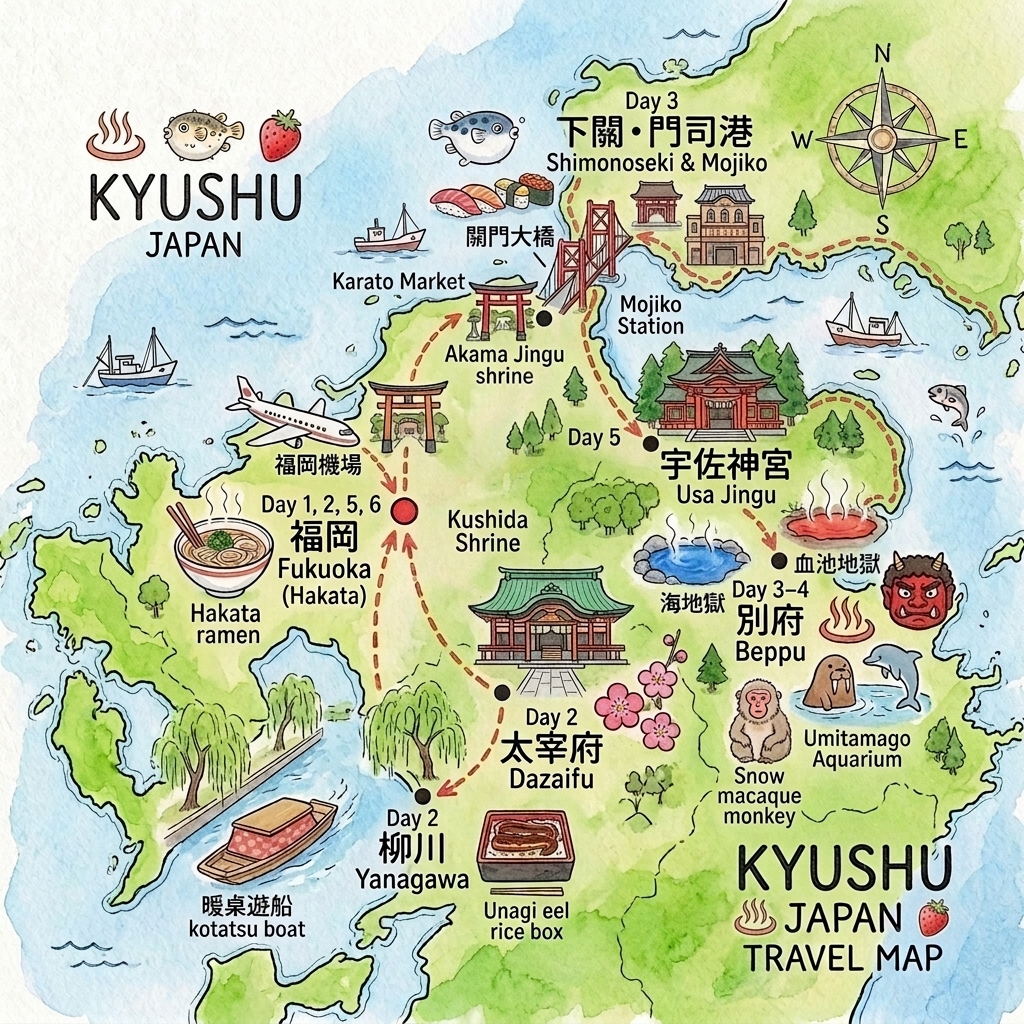 KYUSHU
JAPAN
Day 3
下關・門司港
Shimonoseki & Mojiko
N
W
E
S
關門大橋
Karato Market
Mojiko
Station
Akama Jingu
shrine
Day 5
宇佐神宮
Usa Jingu
福岡機場
Day 1, 2, 5, 6
福岡
Fukuoka
(Hakata)
Kushida
Shrine
Hakata
ramen
血池地獄
海地獄
Day 3–4
別府
Beppu
Umitamago
Aquarium
Snow
macaque
monkey
Day 2
太宰府
Dazaifu
Day 2
柳川
Yanagawa
暖桌遊船
kotatsu boat
Unagi eel
rice box
KYUSHU
JAPAN
TRAVEL MAP